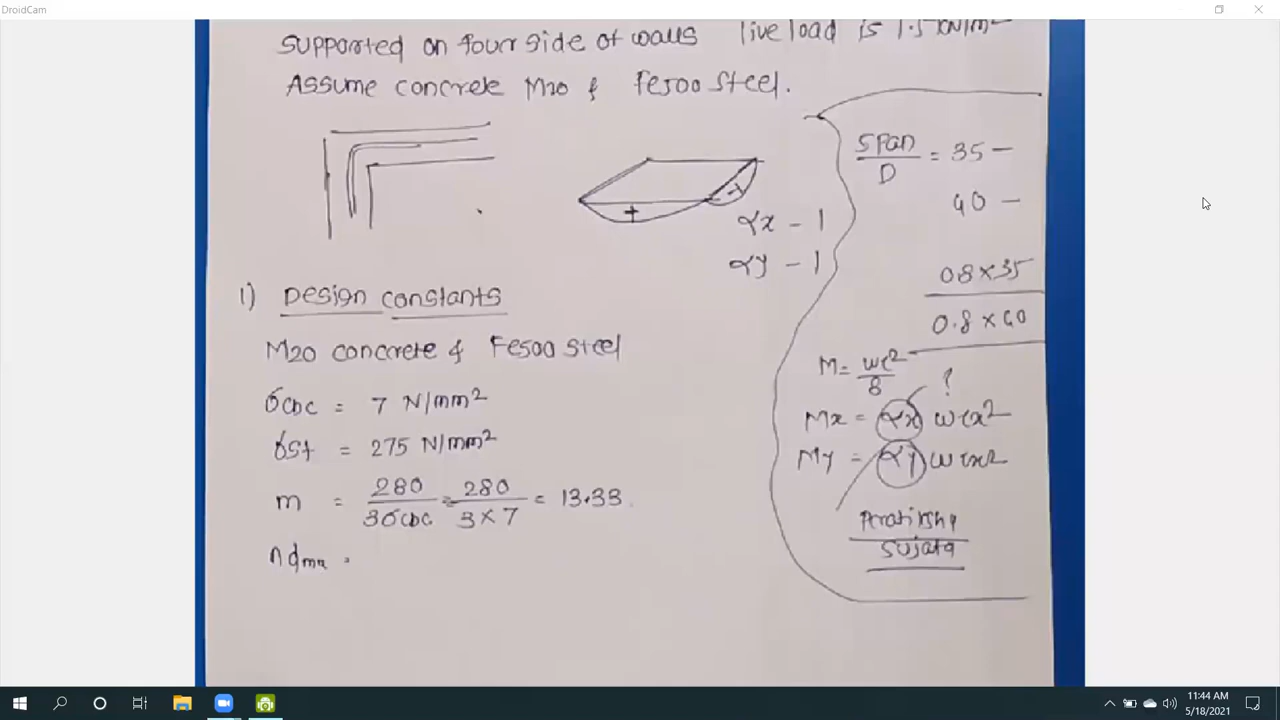 DroidCam
supported on four side of walls live load is 1.5 KN/m²
Assume concrete M20 & Fe500 steel.
Span/D = 35 —
40 —
+
-
αx - 1
αy - 1
0.8 × 35
0.8 × 40
1) Design constants
M20 concrete & Fe500 steel
σcbc = 7 N/mm²
σst = 275 N/mm²
m = 280/3σcbc = 280/3×7 = 13.33
ndmx =
M = wl²/8
?
Mx = αx wlx²
My = αy wlx²
Sujata
11:44 AM
5/18/2021